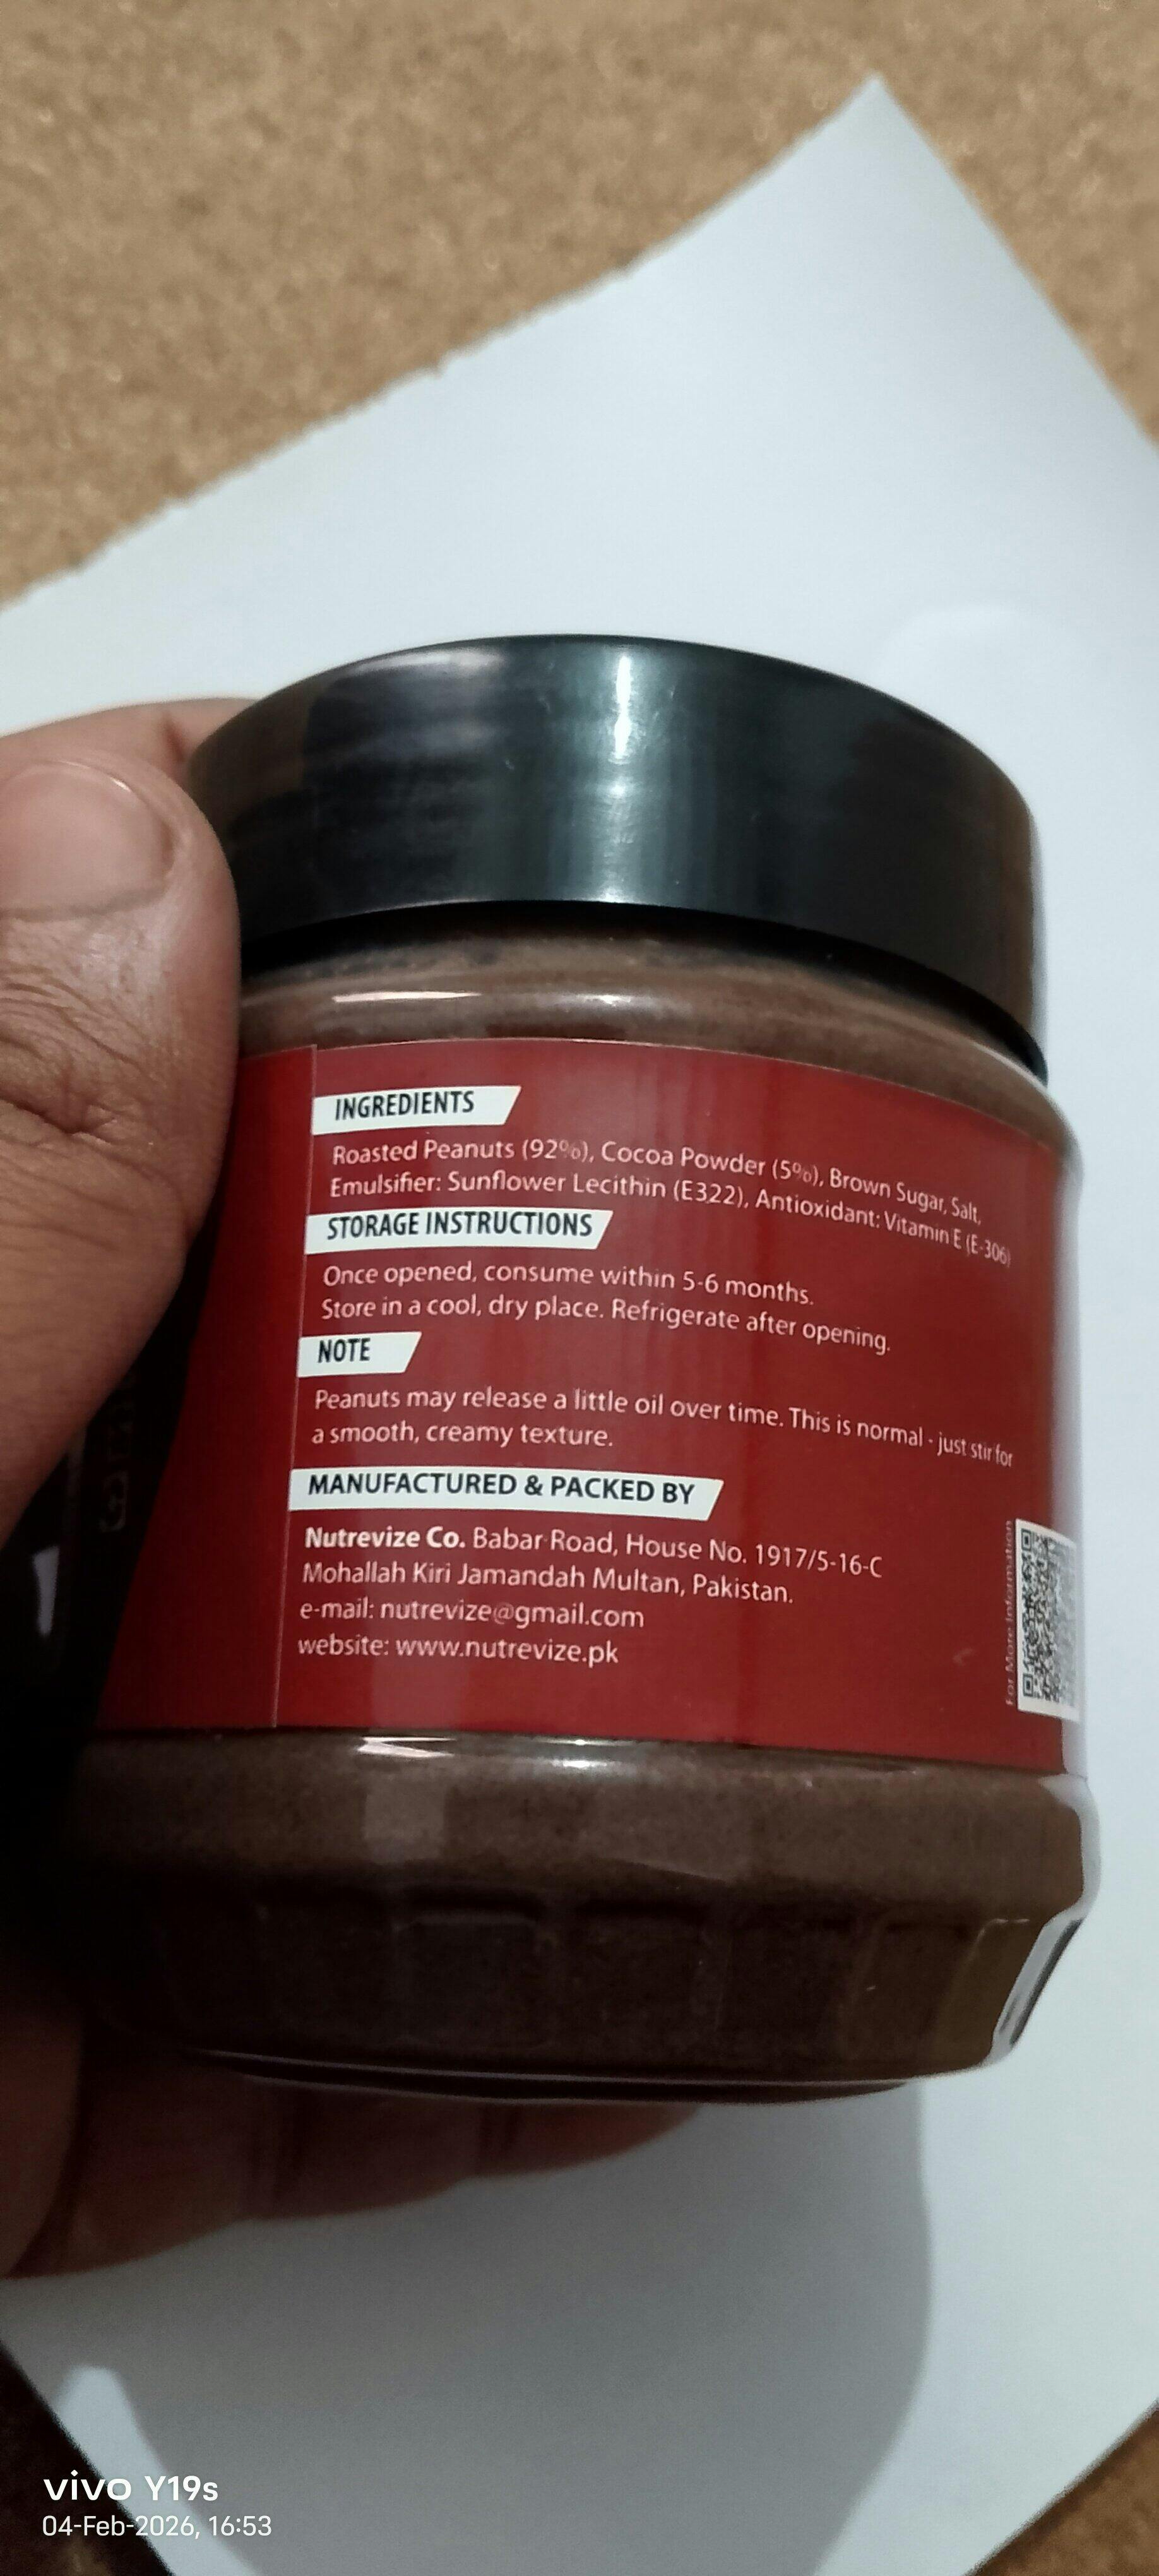 INGREDIENTS
Roasted Peanuts (92%), Cocoa Powder (5%), Brown Sugar, Salt,
Emulsifier: Sunflower Lecithin (E322), Antioxidant: Vitamin E (E-306)
STORAGE INSTRUCTIONS
Once opened, consume within 5-6 months.
Store in a cool, dry place. Refrigerate after opening.
NOTE
Peanuts may release a little oil over time. This is normal - just stir for
a smooth, creamy texture.
MANUFACTURED & PACKED BY
Nutrevize Co. Babar Road, House No. 1917/5-16-C
Mohallah Kiri Jamandah Multan, Pakistan.
e-mail: nutrevize@gmail.com
website: www.nutrevize.pk
For More Information
vivo Y19s
04-Feb-2026, 16:53